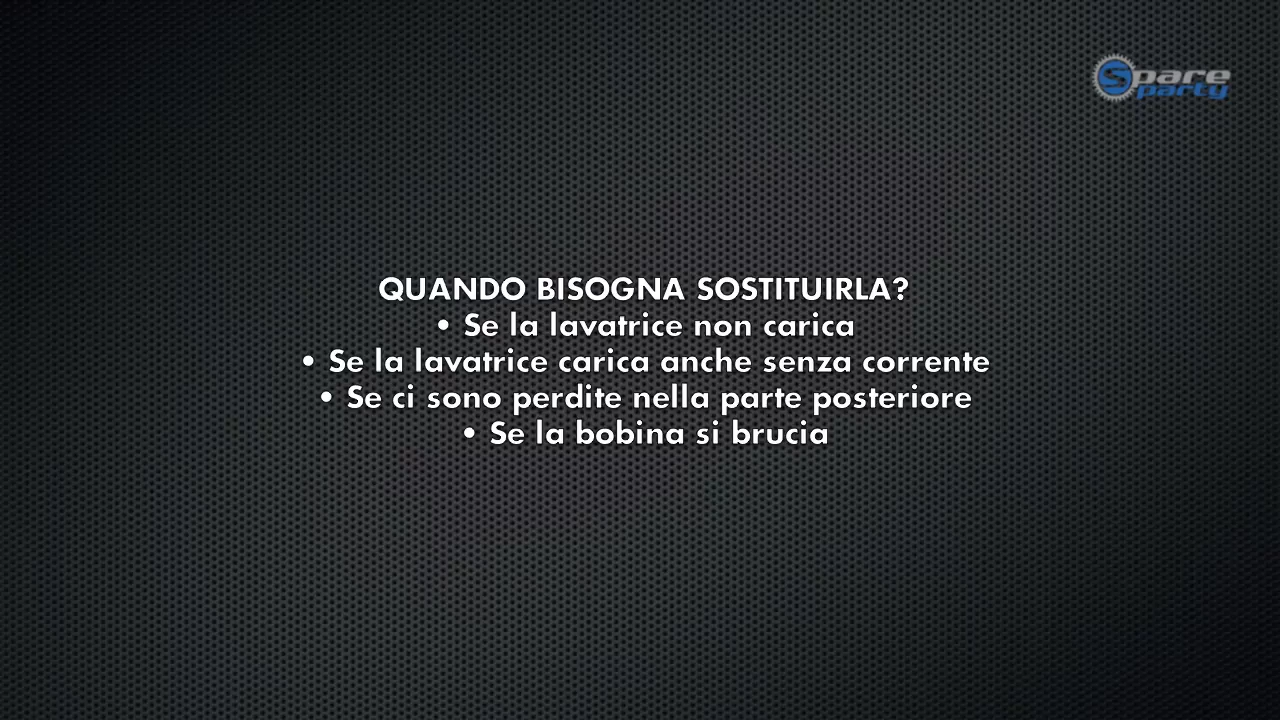 Spare
party
QUANDO BISOGNA SOSTITUIRLA?
• Se la lavatrice non carica
• Se la lavatrice carica anche senza corrente
• Se ci sono perdite nella parte posteriore
• Se la bobina si brucia